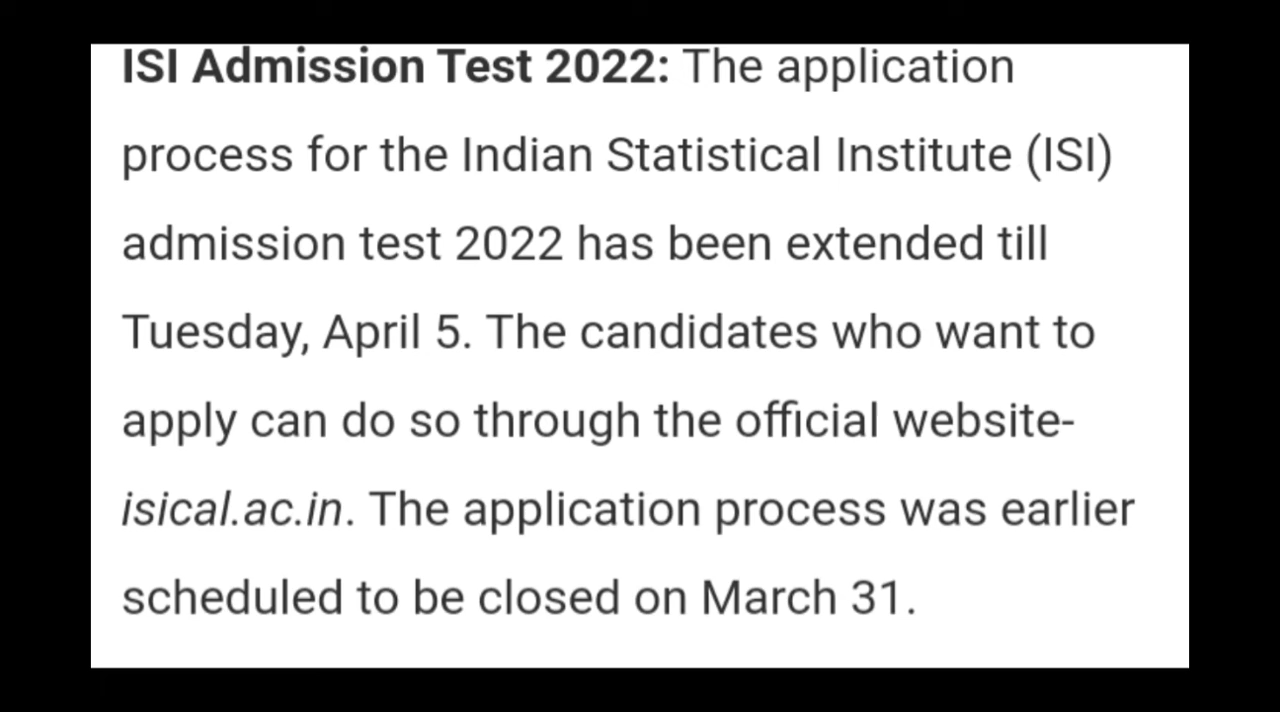 ISI Admission Test 2022: The application
process for the Indian Statistical Institute (ISI)
admission test 2022 has been extended till
Tuesday, April 5. The candidates who want to
apply can do so through the official website-
isical.ac.in. The application process was earlier
scheduled to be closed on March 31.